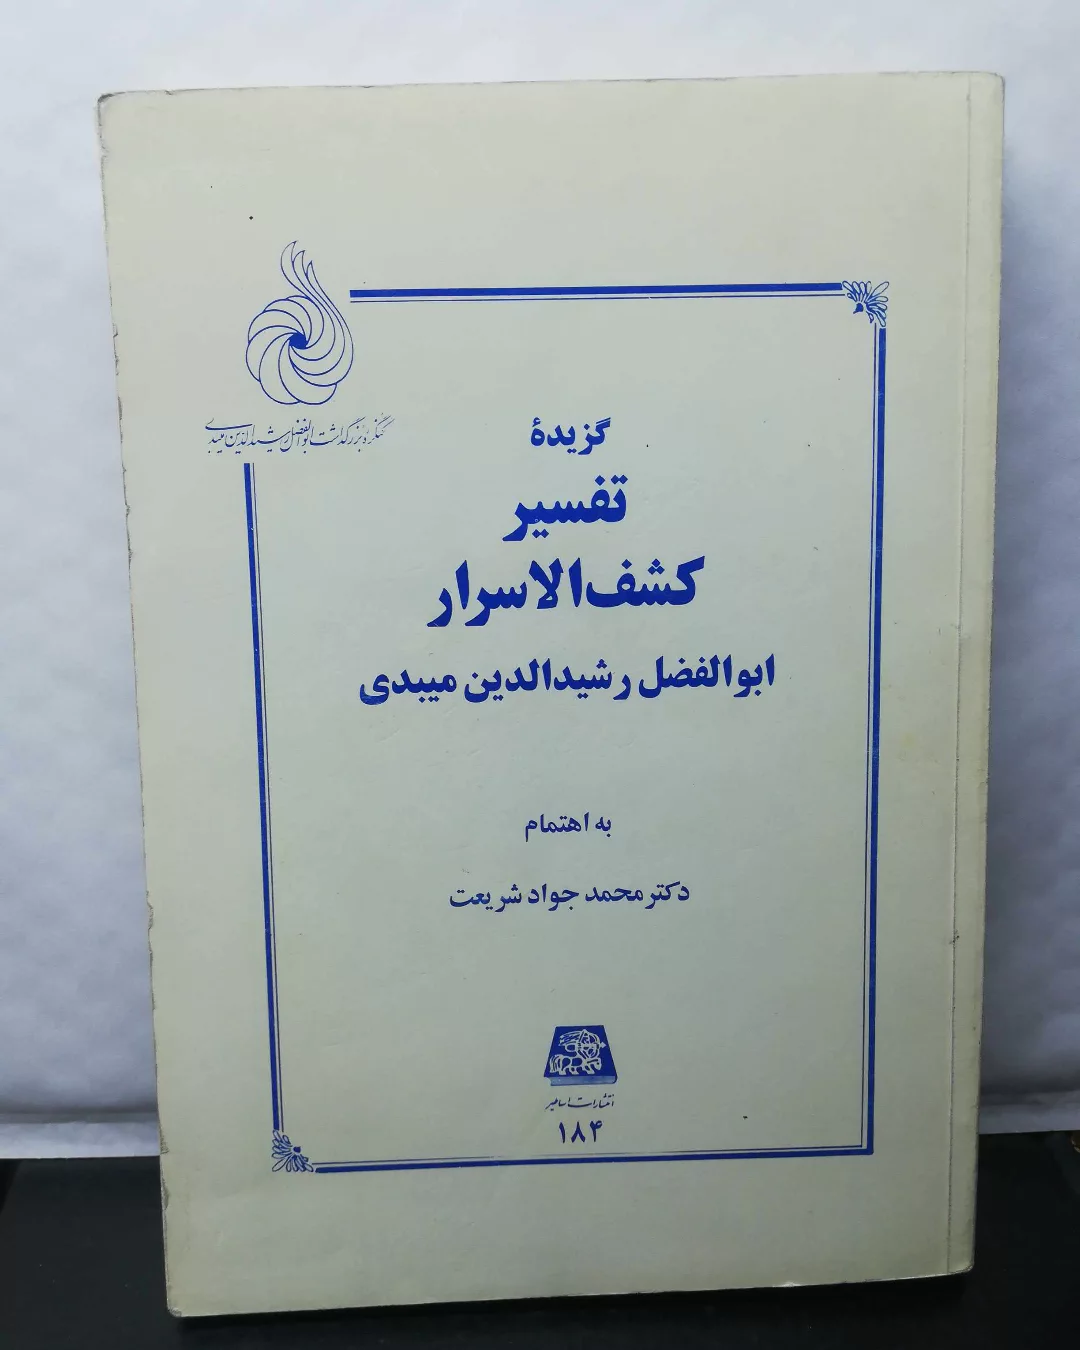 کنگرهٔ بزرگداشت ابوالفضل رشیدالدین میبدی
گزیدهٔ
تفسیر
کشف‌الاسرار
ابوالفضل رشیدالدین میبدی
به اهتمام
دکتر محمد جواد شریعت
انتشارات اساطیر
۱۸۴